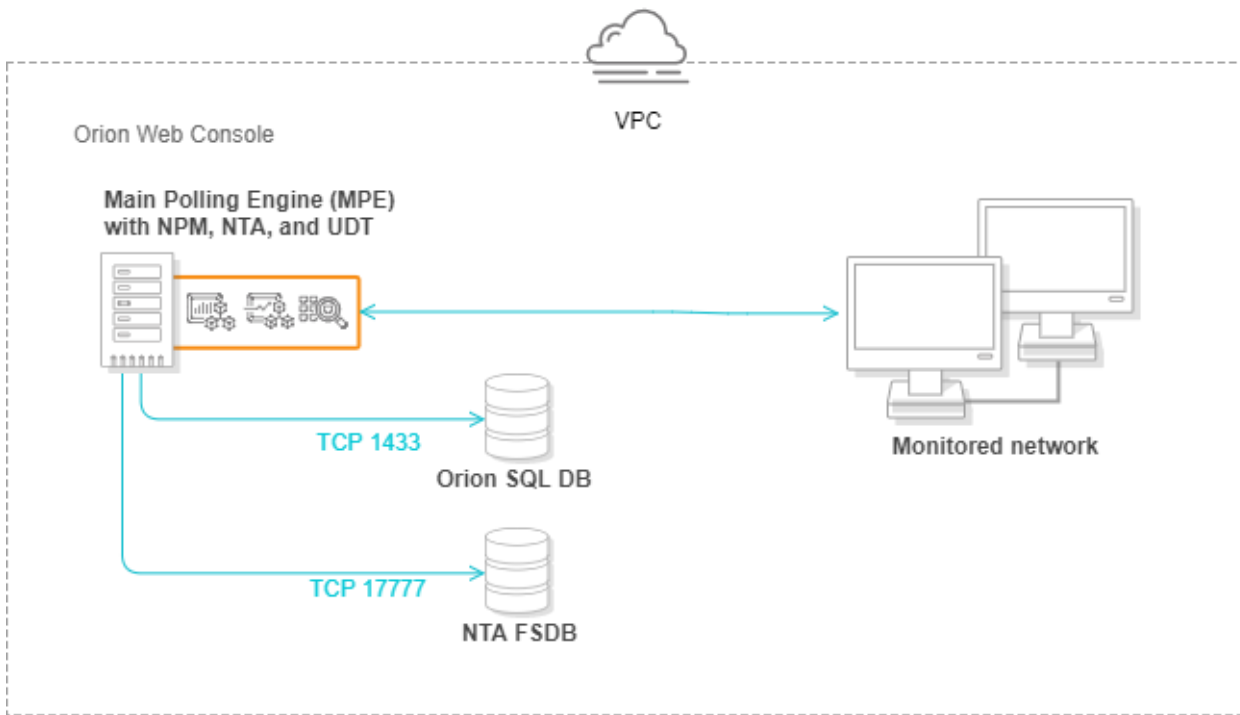 VPC
Orion Web Console
Main Polling Engine (MPE)
with NPM, NTA, and UDT
TCP 1433
Orion SQL DB
Monitored network
TCP 17777
NTA FSDB